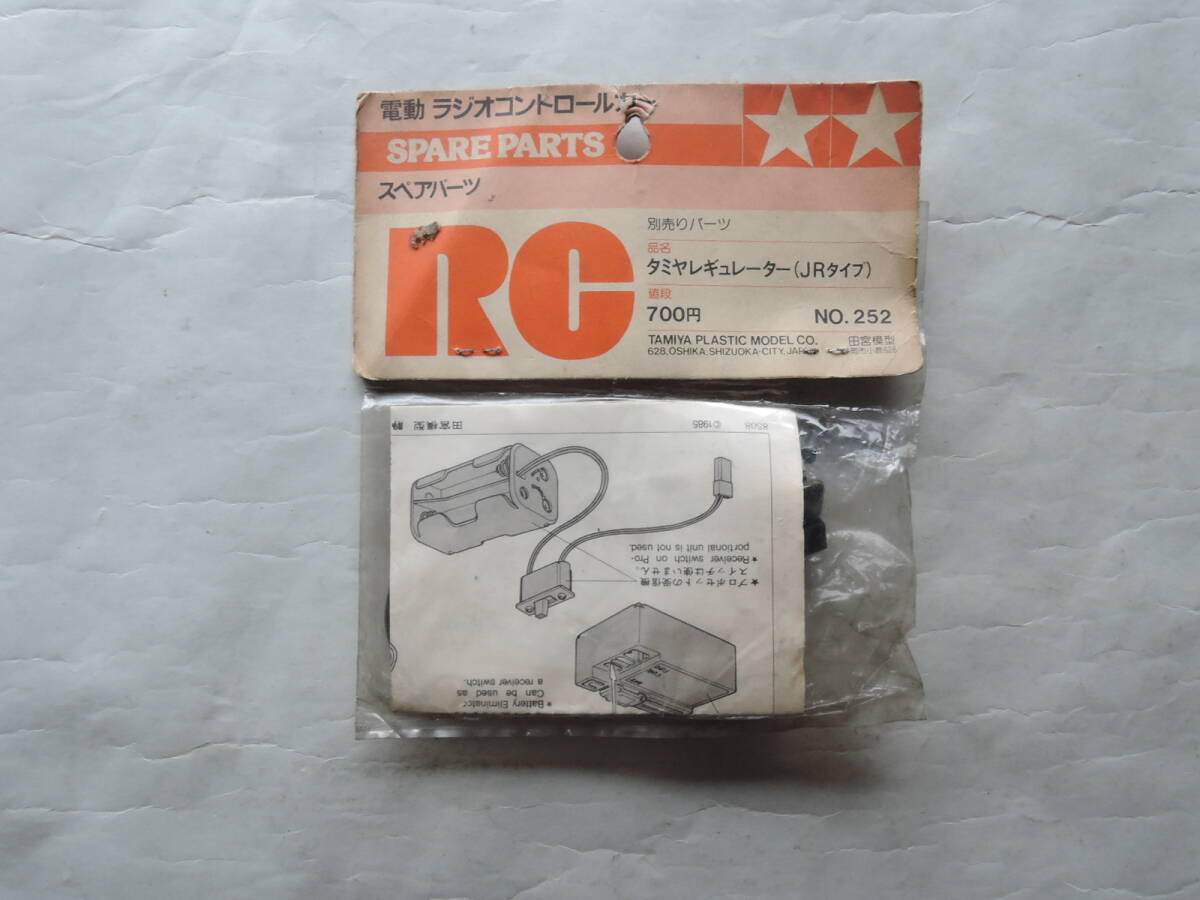 電動 ラジオコントロールカー
SPARE PARTS
スペアパーツ
RC
別売りパーツ
品名
タミヤレギュレーター(JRタイプ)
値段
700円
NO.252
TAMIYA PLASTIC MODEL CO.
田宮模型
628, OSHIKA, SHIZUOKA-CITY, JAPAN
★Battery Eliminator
Can be used as
a receiver switch.
★プロポセットの受信機
スイッチは使いません。
★Receiver switch on Pro-
portional unit is not used.
8508
©1985
田宮模型
静